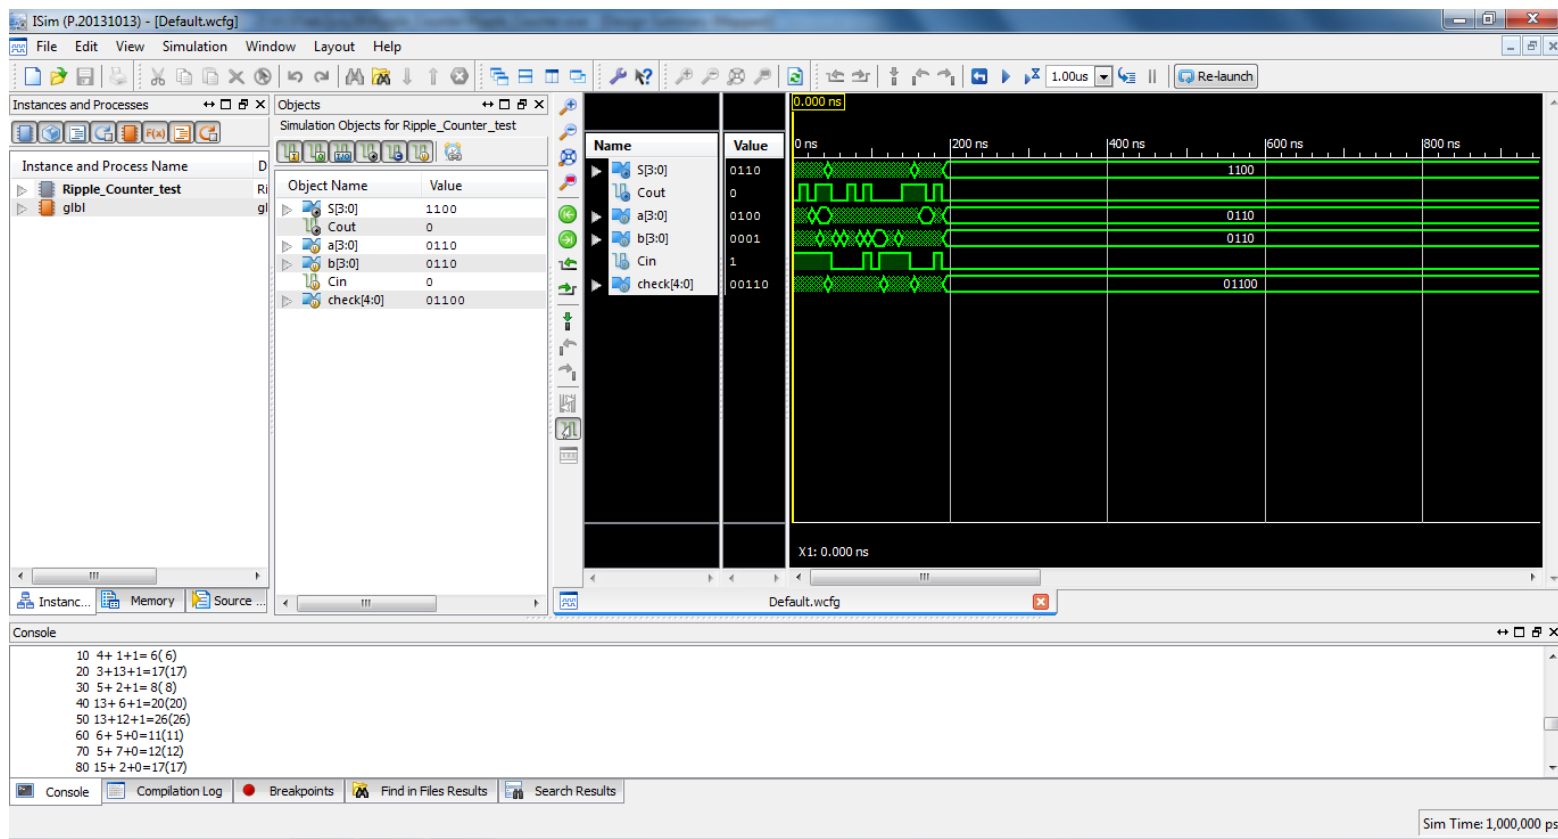 ISim (P.20131013) - [Default.wcfg]
File Edit View Simulation Window Layout Help
1.00us Re-launch
Instances and Processes
Instance and Process Name D
Ripple_Counter_test Ri
glbl gl
Instanc... Memory Source ...
Objects
Simulation Objects for Ripple_Counter_test
Object Name Value
S[3:0] 1100
Cout 0
a[3:0] 0110
b[3:0] 0110
Cin 0
check[4:0] 01100
0.000 ns
Name Value 0 ns 200 ns 400 ns 600 ns 800 ns
S[3:0] 0110 1100
Cout 0
a[3:0] 0100 0110
b[3:0] 0001 0110
Cin 1
check[4:0] 00110 01100
X1: 0.000 ns
Default.wcfg
Console
10 4+ 1+1= 6( 6)
20 3+13+1=17(17)
30 5+ 2+1= 8( 8)
40 13+ 6+1=20(20)
50 13+12+1=26(26)
60 6+ 5+0=11(11)
70 5+ 7+0=12(12)
80 15+ 2+0=17(17)
Console Compilation Log Breakpoints Find in Files Results Search Results
Sim Time: 1,000,000 ps